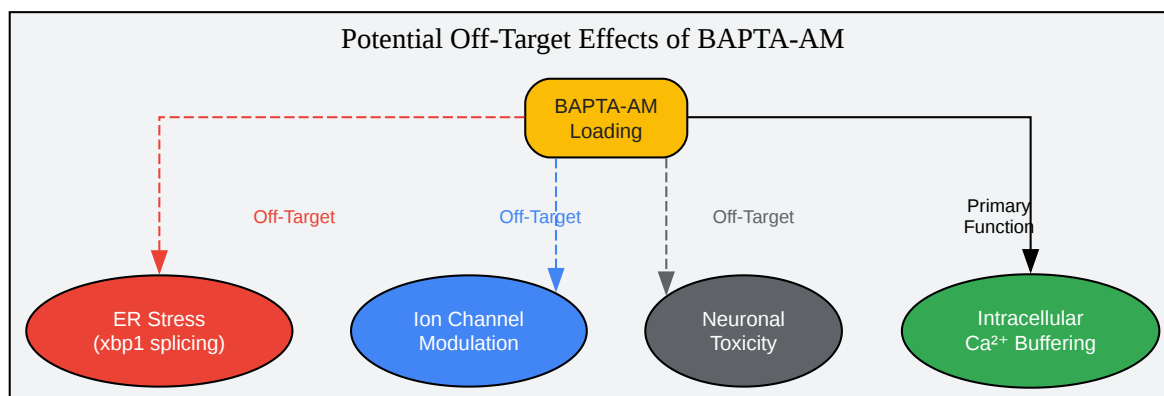 Potential Off-Target Effects of BAPTA-AM
BAPTA-AM
Loading
Off-Target
Off-Target
Off-Target
Primary
Function
ER Stress
(xbp1 splicing)
Ion Channel
Modulation
Neuronal
Toxicity
Intracellular
Ca²⁺ Buffering